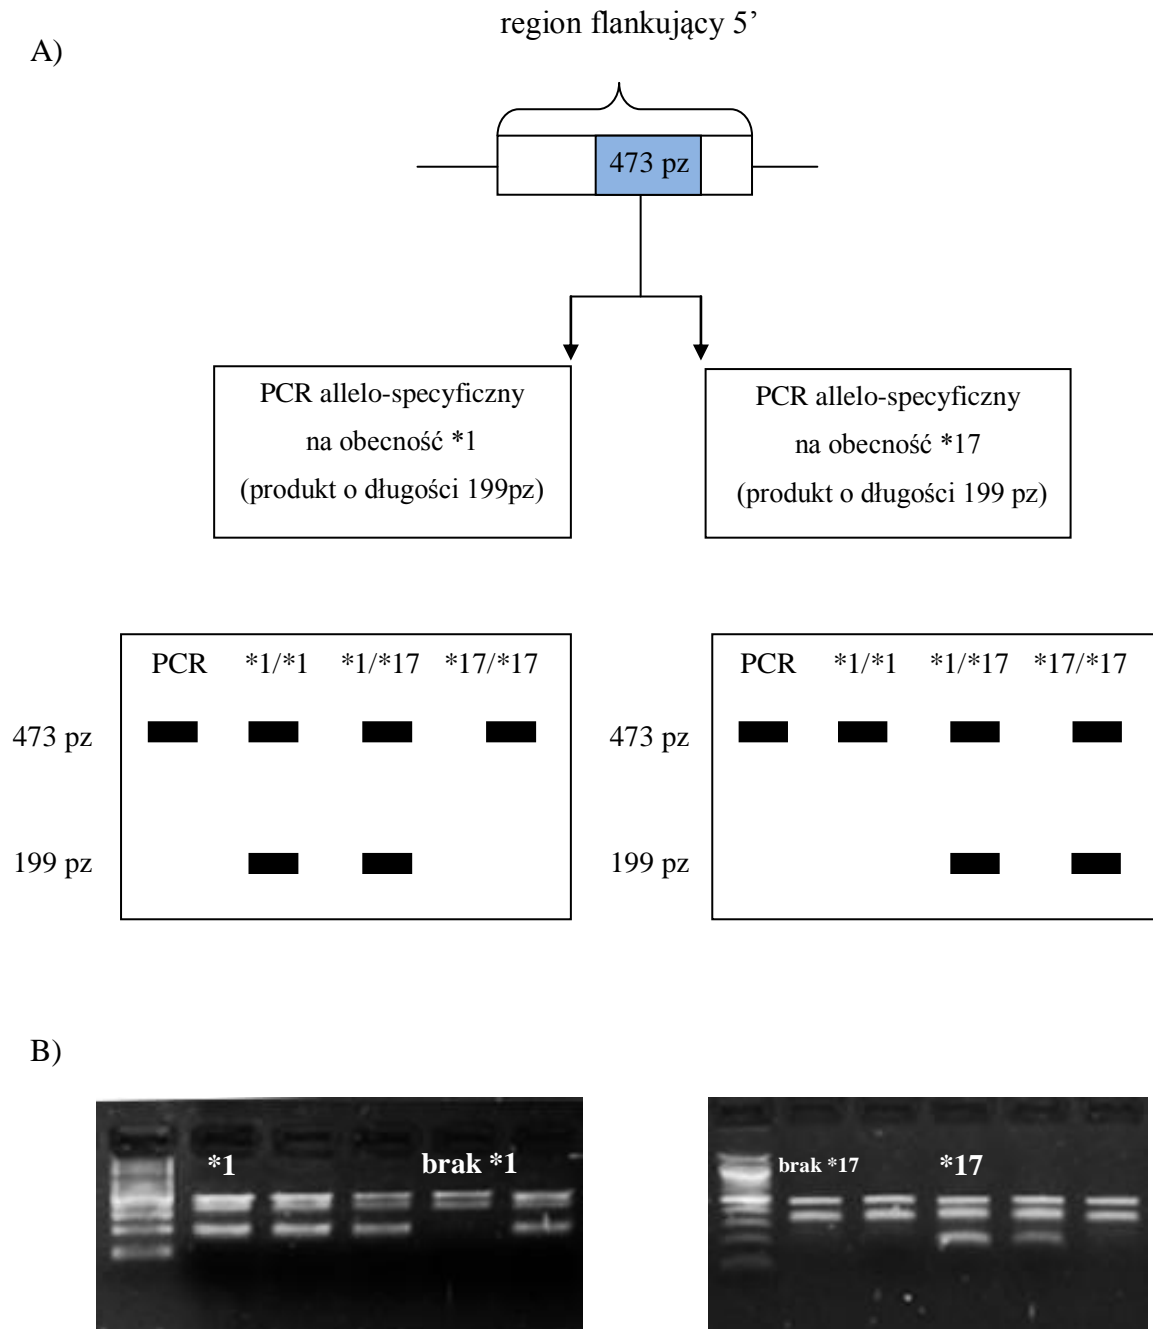 region flankujący 5’
A)
473 pz
PCR allelo-specyficzny
na obecność *1
(produkt o długości 199pz)
PCR allelo-specyficzny
na obecność *17
(produkt o długości 199 pz)
PCR *1/*1 *1/*17 *17/*17
473 pz
199 pz
PCR *1/*1 *1/*17 *17/*17
473 pz
199 pz
B)
*1 brak *1
brak *17 *17